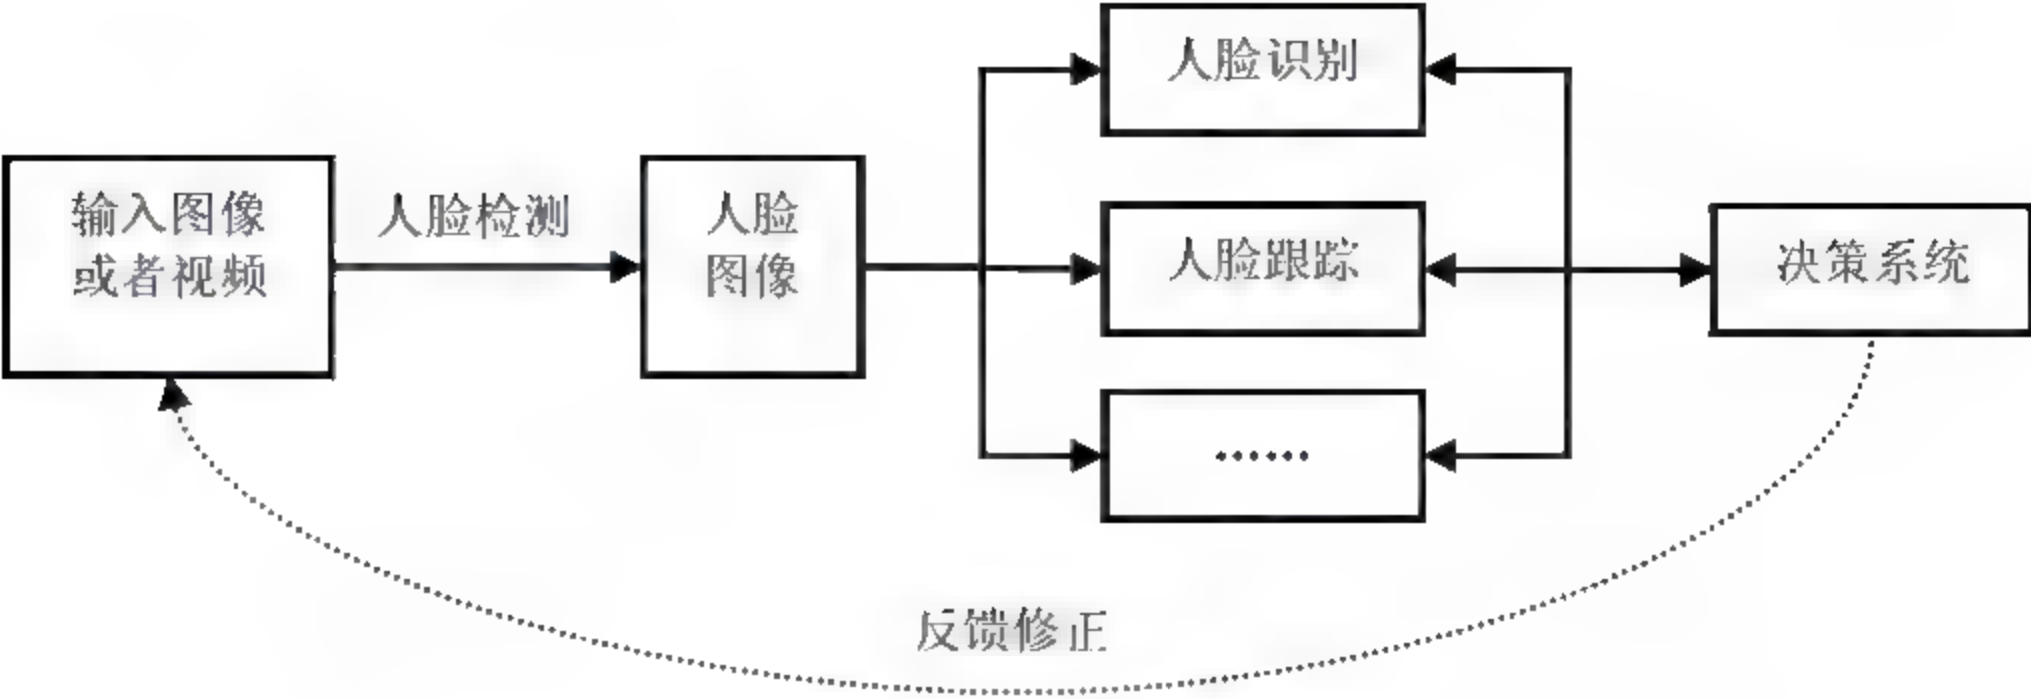 输入图像
或者视频
人脸检测
人脸
图像
人脸识别
人脸跟踪
……
决策系统
反馈修正